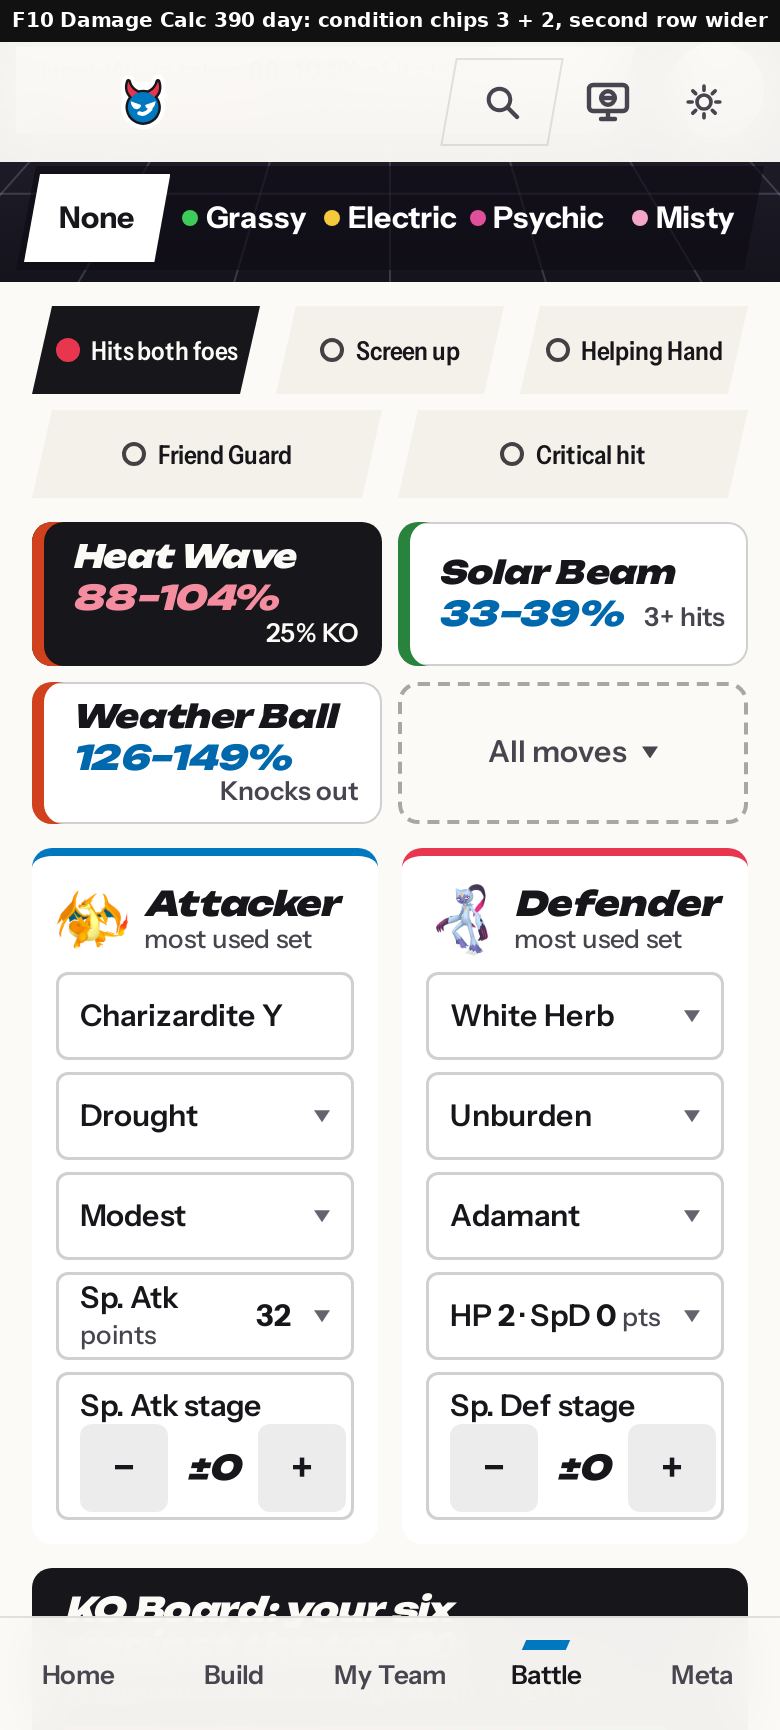 F10 Damage Calc 390 day: condition chips 3 + 2, second row wider
None Grassy Electric Psychic Misty
Hits both foes Screen up Helping Hand
Friend Guard Critical hit
Heat Wave
88–104%
25% KO
Solar Beam
33–39% 3+ hits
Weather Ball
126–149%
Knocks out
All moves
Attacker
most used set
Charizardite Y
Drought
Modest
Sp. Atk
points
32
Sp. Atk stage
− ±0 +
Defender
most used set
White Herb
Unburden
Adamant
HP 2 · SpD 0 pts
Sp. Def stage
− ±0 +
KO Board: your six
Home Build My Team Battle Meta